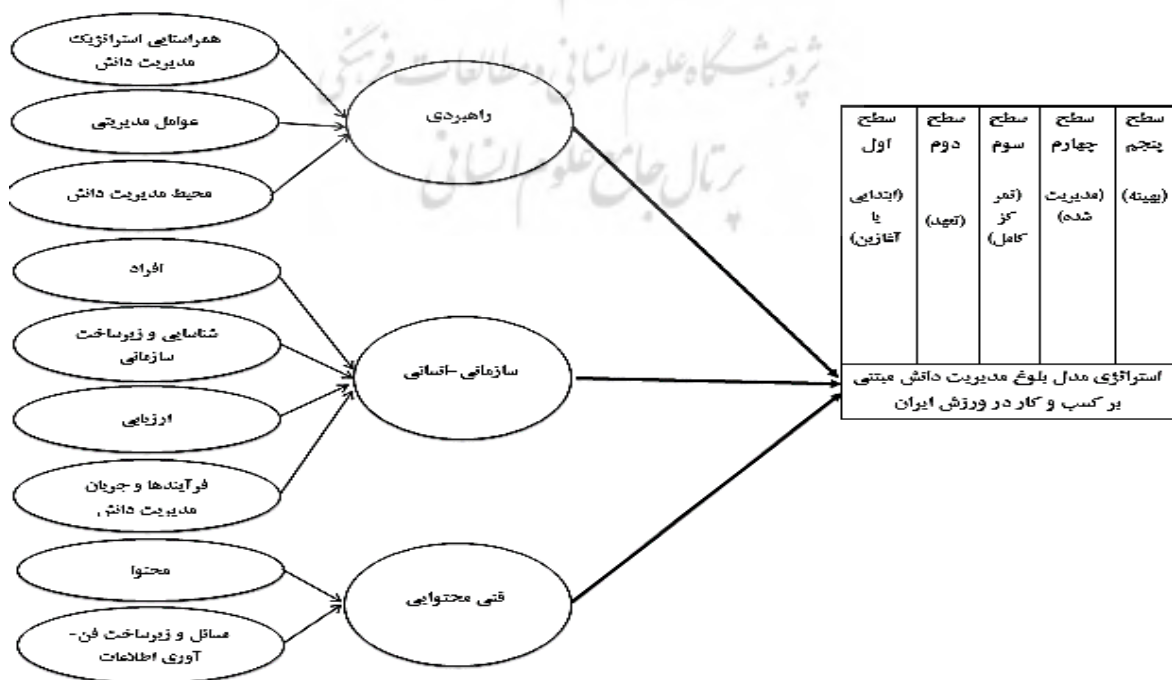 پژوهشگاه علوم انسانی و مطالعات فرهنگی
پرتال جامع علوم انسانی
همراستایی استراتژیک
مدیریت دانش
عوامل مدیریتی
محیط مدیریت دانش
راهبردی
افراد
شناسایی و زیرساخت
سازمانی
ارزیابی
فرآیندها و جریان
مدیریت دانش
سازمانی-انسانی
محتوا
مسائل و زیرساخت فن-
آوری اطلاعات
فنی محتوایی
سطح
پنجم
(بهینه)
سطح
چهارم
(مدیریت
شده)
سطح
سوم
(تمر
کز
کامل)
سطح
دوم
(تعهد)
سطح
اول
(ابتدایی
یا
آغازین)
استراتژی مدل بلوغ مدیریت دانش مبتنی
بر کسب و کار در ورزش ایران